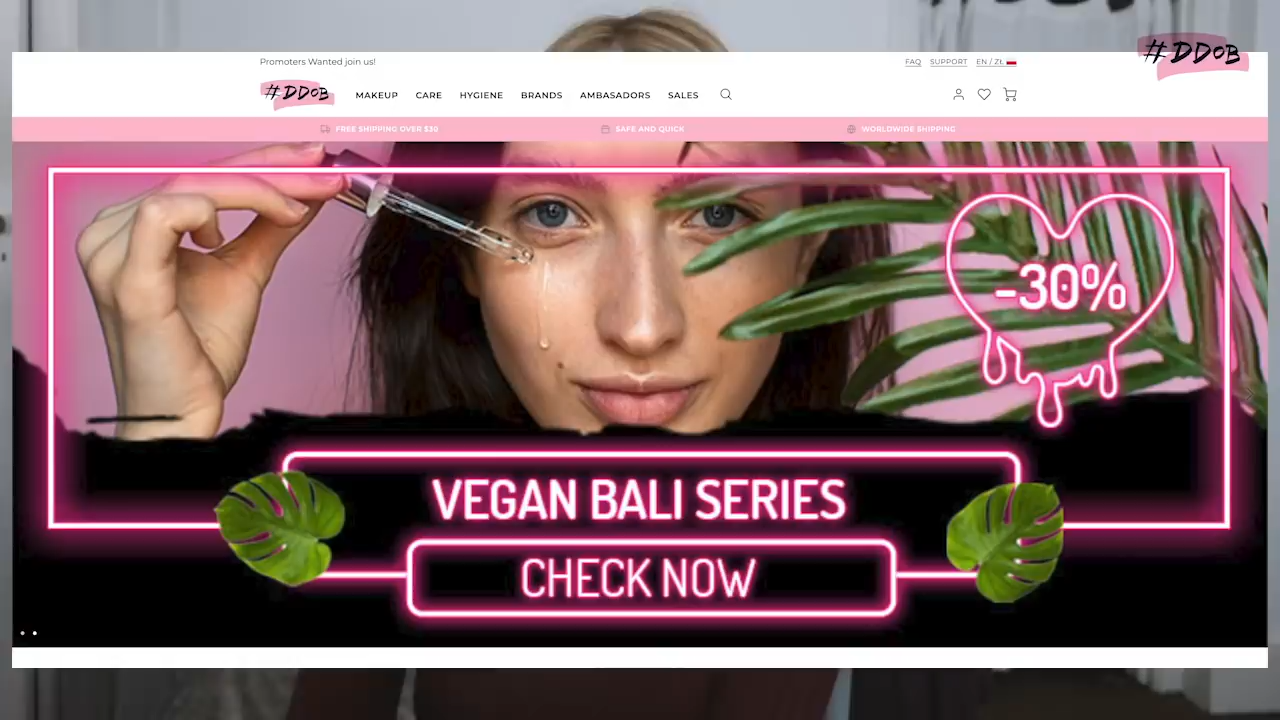 #DDOB
Promoters Wanted join us!
FAQ SUPPORT EN / ZŁ
#DDOB MAKEUP CARE HYGIENE BRANDS AMBASADORS SALES
FREE SHIPPING OVER $30 SAFE AND QUICK WORLDWIDE SHIPPING
-30%
VEGAN BALI SERIES
CHECK NOW